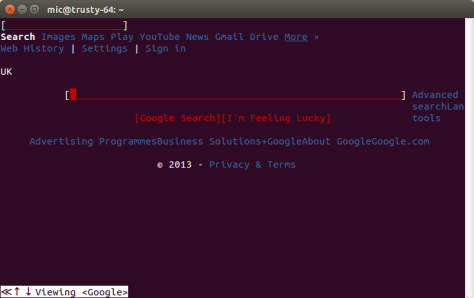 mic@trusty-64: ~
[ ]
Search Images Maps Play YouTube News Gmail Drive More »
Web History | Settings | Sign in
UK
[ ] Advanced
searchLan
[Google Search][I'm Feeling Lucky] tools
Advertising ProgrammesBusiness Solutions+GoogleAbout GoogleGoogle.com
© 2013 - Privacy & Terms
≪↑↓Viewing <Google>